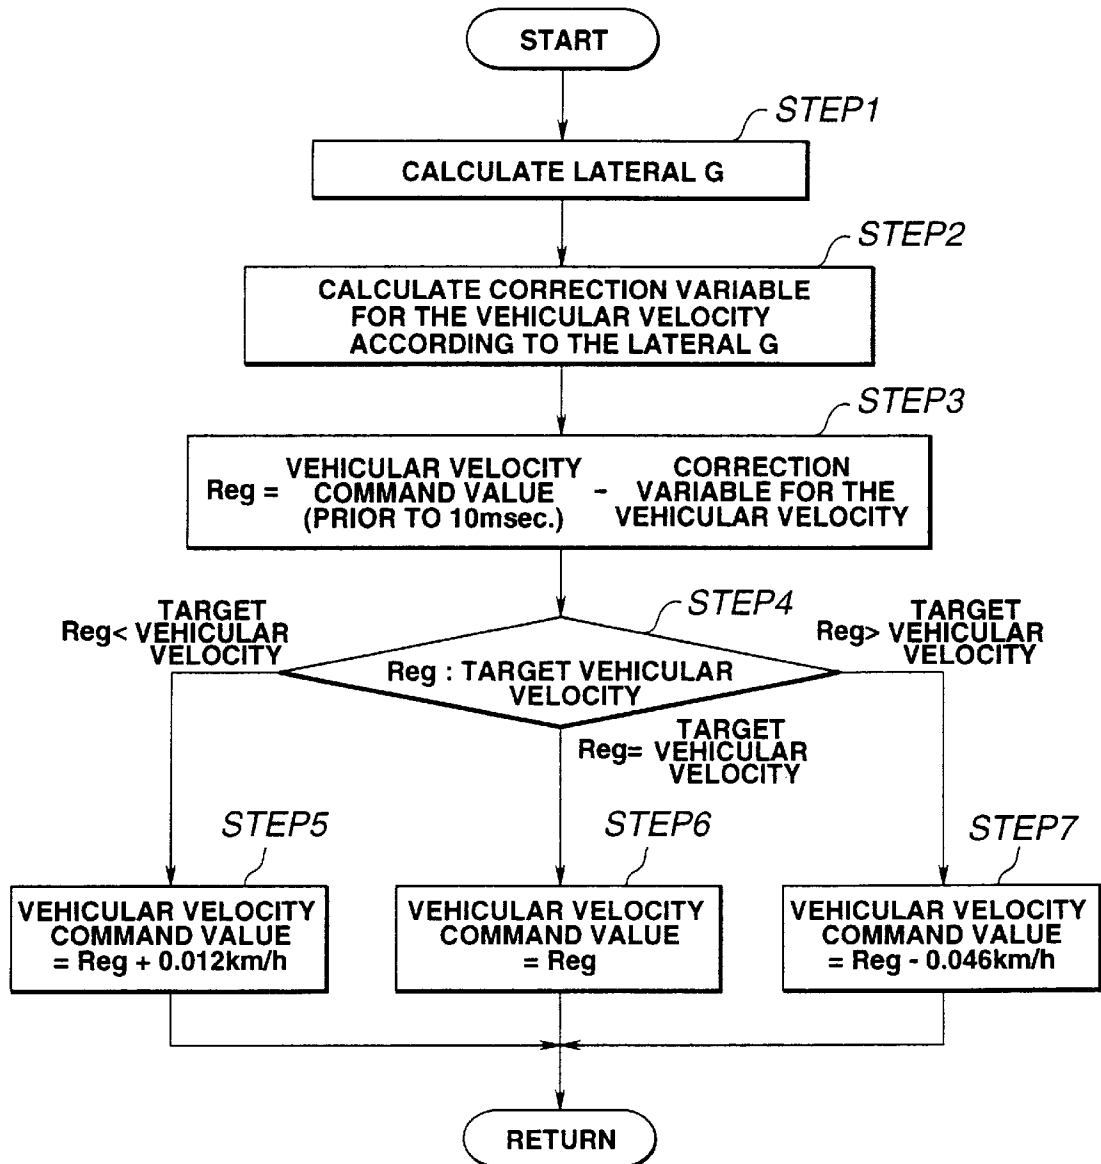 START
STEP1
CALCULATE LATERAL G
STEP2
CALCULATE CORRECTION VARIABLE
FOR THE VEHICULAR VELOCITY
ACCORDING TO THE LATERAL G
STEP3
Reg =
VEHICULAR VELOCITY
COMMAND VALUE
(PRIOR TO 10msec.)
-
CORRECTION
VARIABLE FOR THE
VEHICULAR VELOCITY
STEP4
TARGET
Reg< VEHICULAR
VELOCITY
Reg : TARGET VEHICULAR
VELOCITY
TARGET
Reg> VEHICULAR
VELOCITY
TARGET
Reg= VEHICULAR
VELOCITY
STEP5
VEHICULAR VELOCITY
COMMAND VALUE
= Reg + 0.012km/h
STEP6
VEHICULAR VELOCITY
COMMAND VALUE
= Reg
STEP7
VEHICULAR VELOCITY
COMMAND VALUE
= Reg - 0.046km/h
RETURN